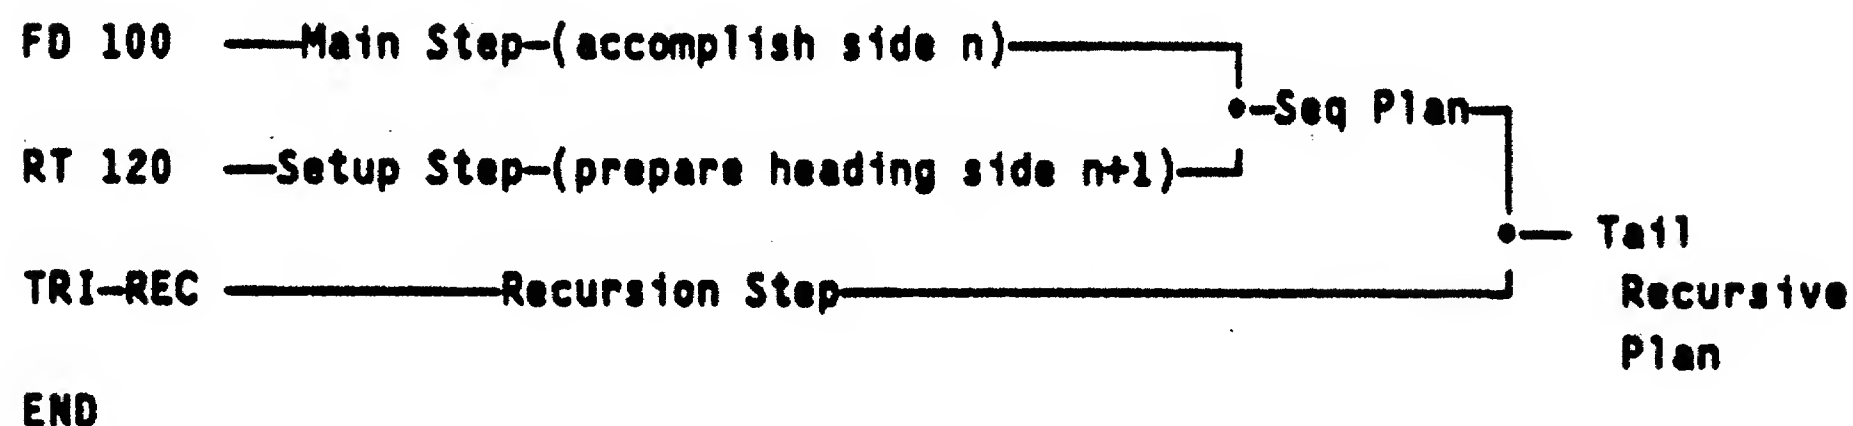 FD 100 Main Step-(accomplish side n)
-Seq Plan
RT 120 Setup Step-(prepare heading side n+1)
Tail
TRI-REC Recursion Step Recursive
Plan
END